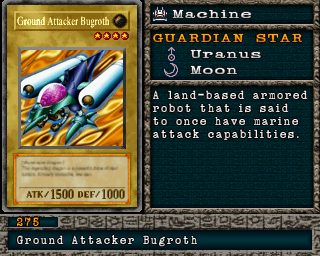 Ground Attacker Bugroth
ATK/1500 DEF/1000
Machine
GUARDIAN STAR
Uranus
Moon
A land-based armored
robot that is said
to once have marine
attack capabilities.
275
Ground Attacker Bugroth